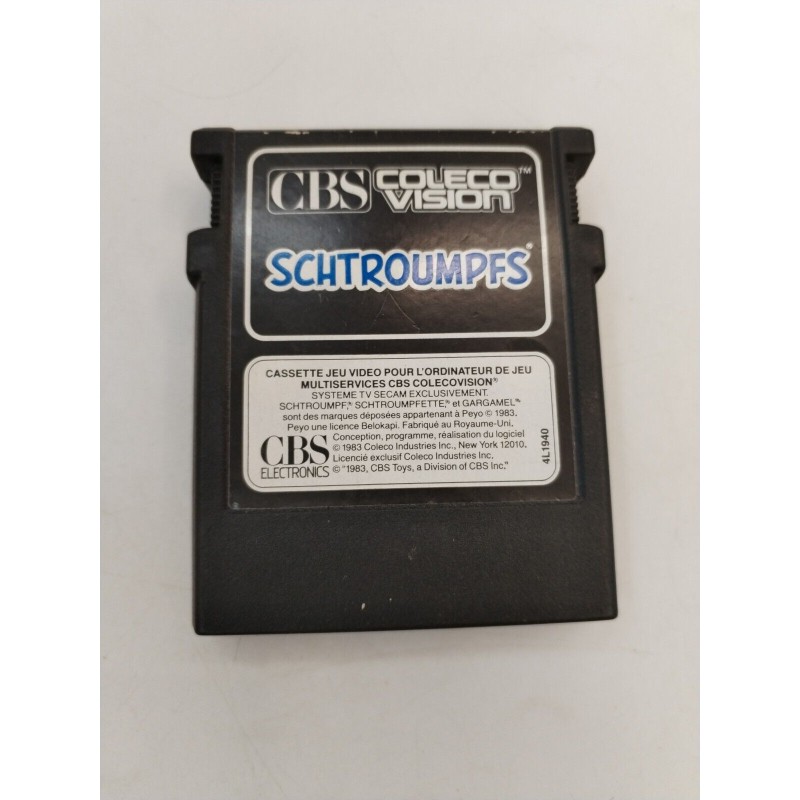 CBS COLECO VISION™
SCHTROUMPFS®
CASSETTE JEU VIDEO POUR L'ORDINATEUR DE JEU
MULTISERVICES CBS COLECOVISION®
SYSTEME TV SECAM EXCLUSIVEMENT.
SCHTROUMPF,® SCHTROUMPFETTE,® et GARGAMEL®
sont des marques déposées appartenant à Peyo © 1983.
Peyo une licence Belokapi. Fabriqué au Royaume-Uni.
Conception, programme, réalisation du logiciel
© 1983 Coleco Industries Inc., New York 12010.
Licencié exclusif Coleco Industries Inc.
© "1983, CBS Toys, a Division of CBS Inc."
CBS
ELECTRONICS
4L1940